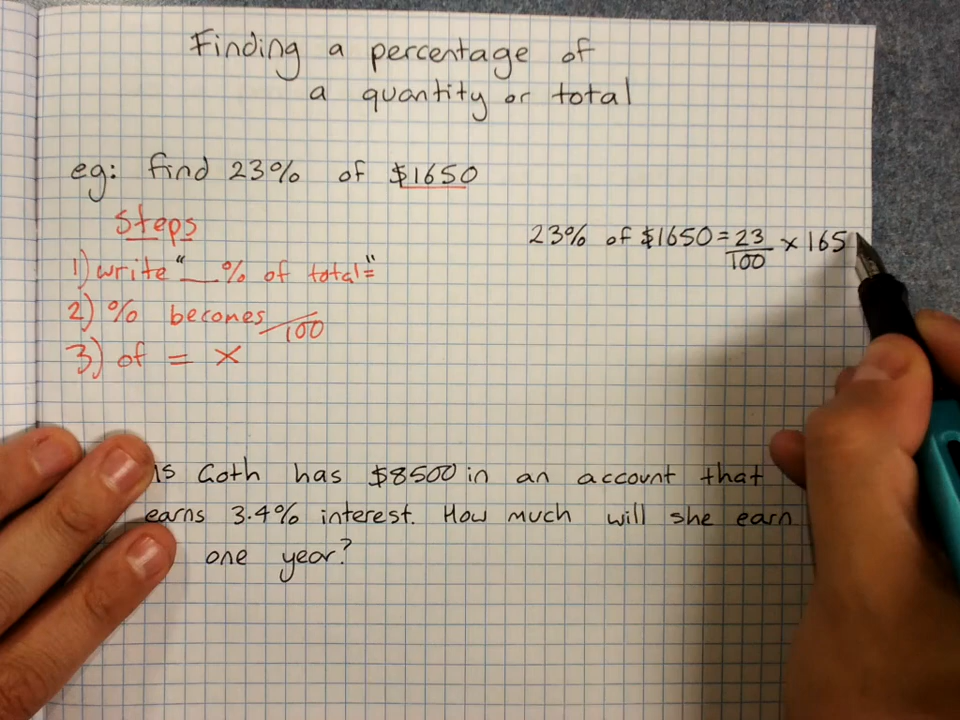 Finding a percentage of
a quantity or total
eg: find 23% of $1650
Steps
1) write "__% of total="
2) % becomes /100
3) of = ×
23% of $1650 = 23/100 × 165
Goth has $8500 in an account that
earns 3.4% interest. How much will she earn
one year?